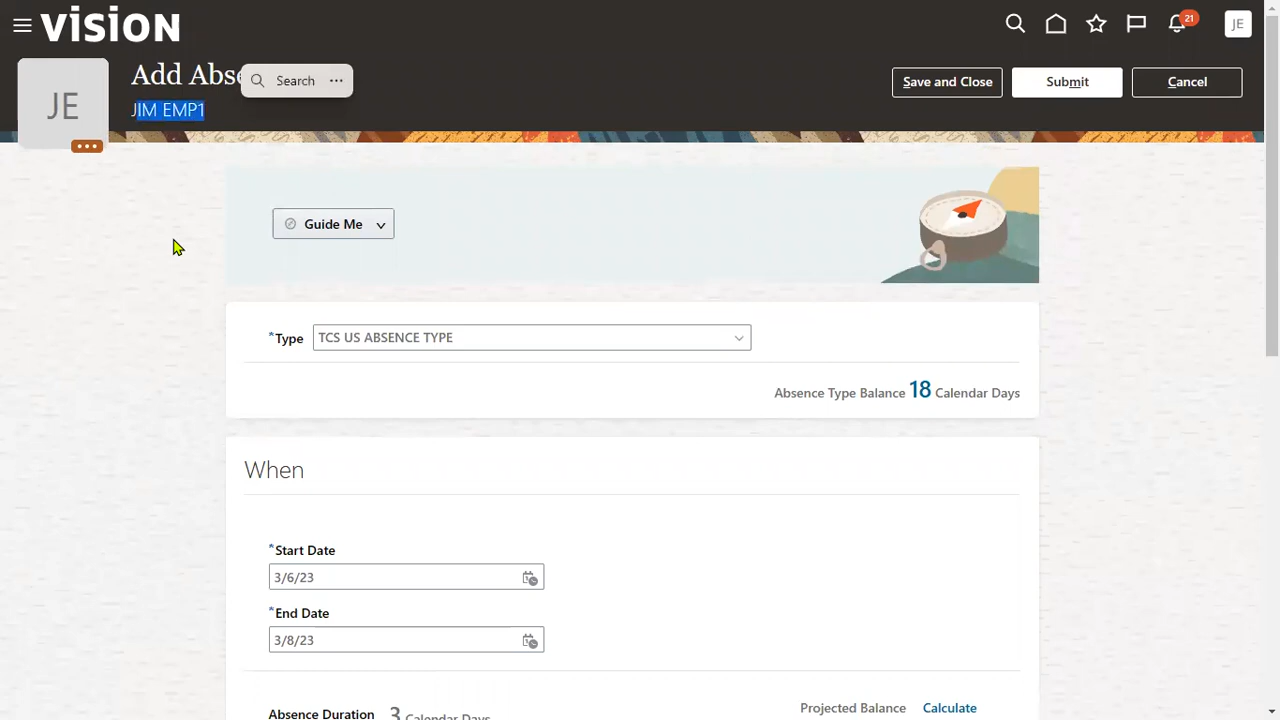 VISION
21
JE
Add Abse
Search ...
JE
JIM EMP1
Save and Close
Submit
Cancel
Guide Me
*Type TCS US ABSENCE TYPE
Absence Type Balance 18 Calendar Days
When
*Start Date
3/6/23
*End Date
3/8/23
Absence Duration 3 Calendar Days
Projected Balance Calculate